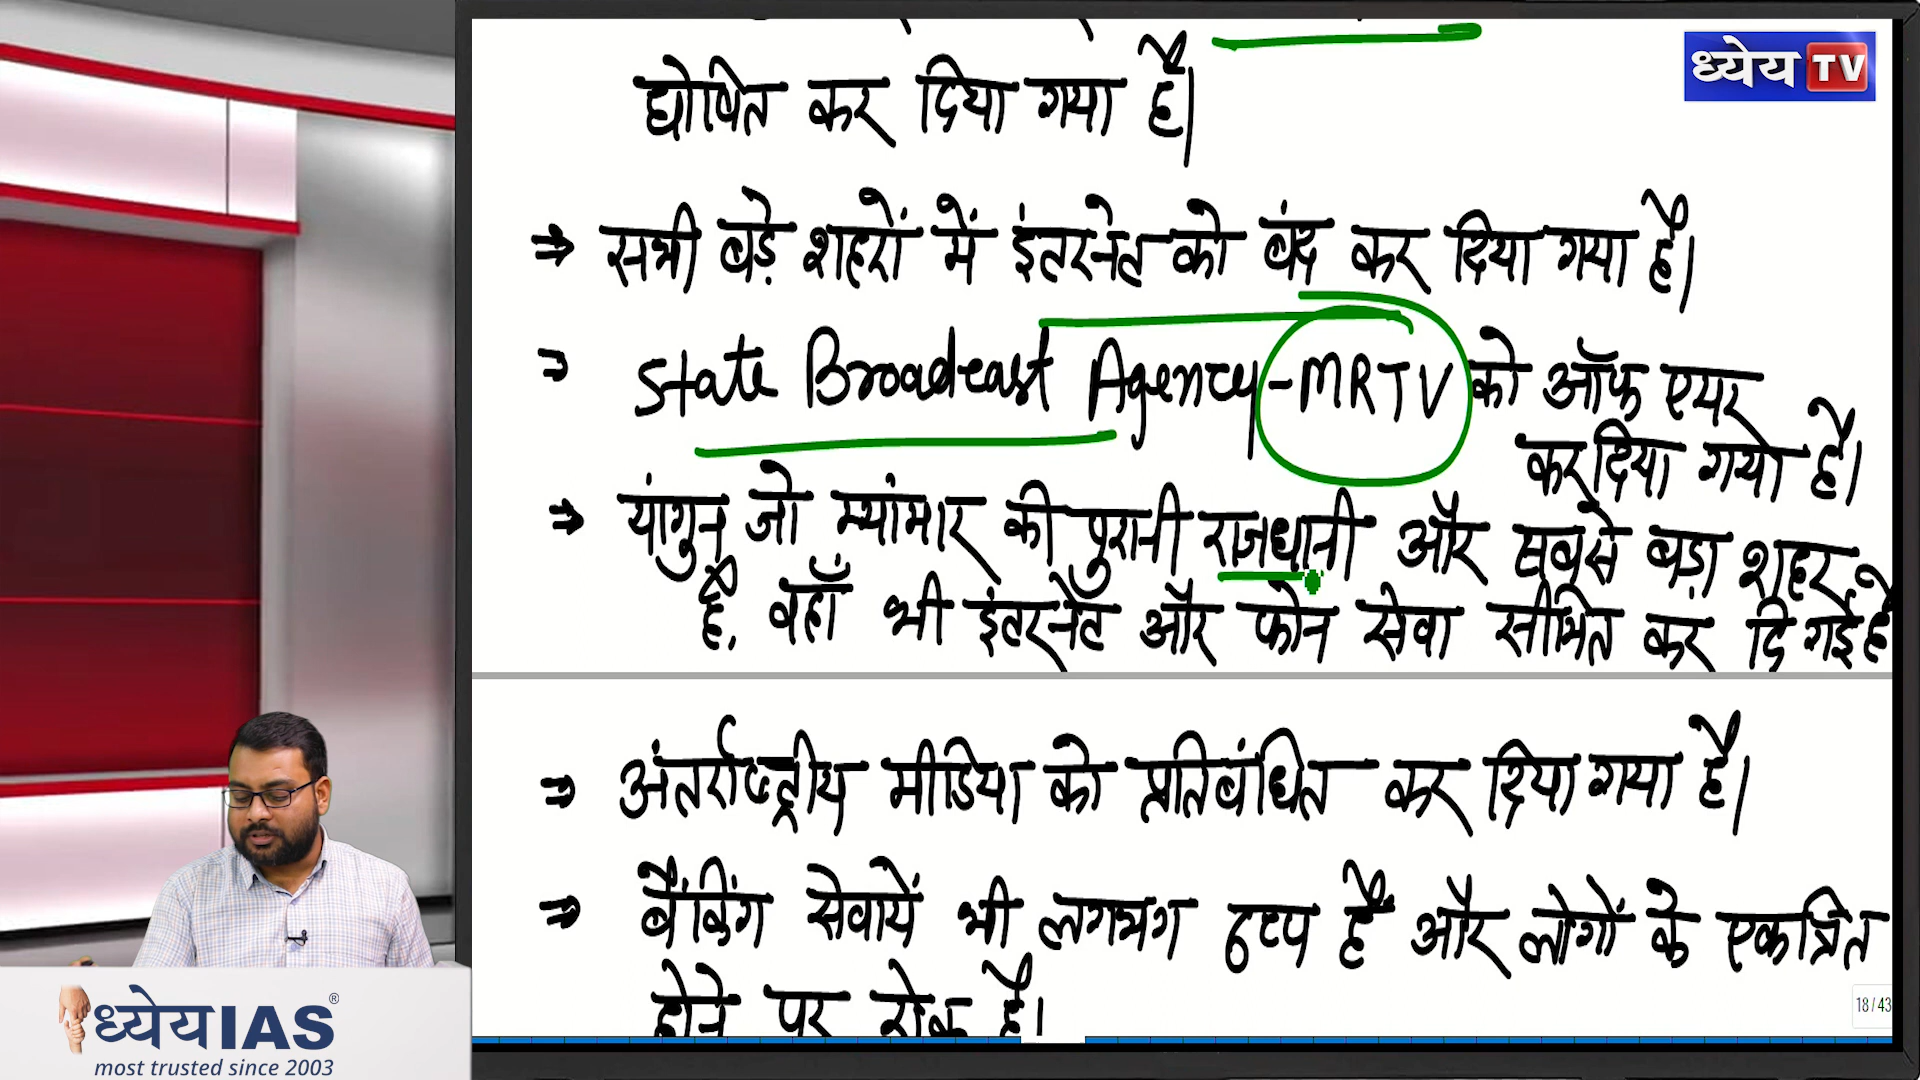 ध्येय TV
घोषित कर दिया गया है।
⇒ सभी बड़े शहरों में इंटरनेट को बंद कर दिया गया है।
⇒ State Broadcast Agency - MRTV को ऑफ एयर
कर दिया गया है।
⇒ यांगुन जो म्यांमार की पुरानी राजधानी और सबसे बड़ा शहर
है, वहाँ भी इंटरनेट और फोन सेवा सीमित कर दि गई है
⇒ अंतर्राष्ट्रीय मीडिया को प्रतिबंधित कर दिया गया है।
⇒ बैंकिंग सेवायें भी लगभग ठप्प है और लोगों के एकत्रित
होने पर रोक है।
18/43
ध्येय IAS®
most trusted since 2003